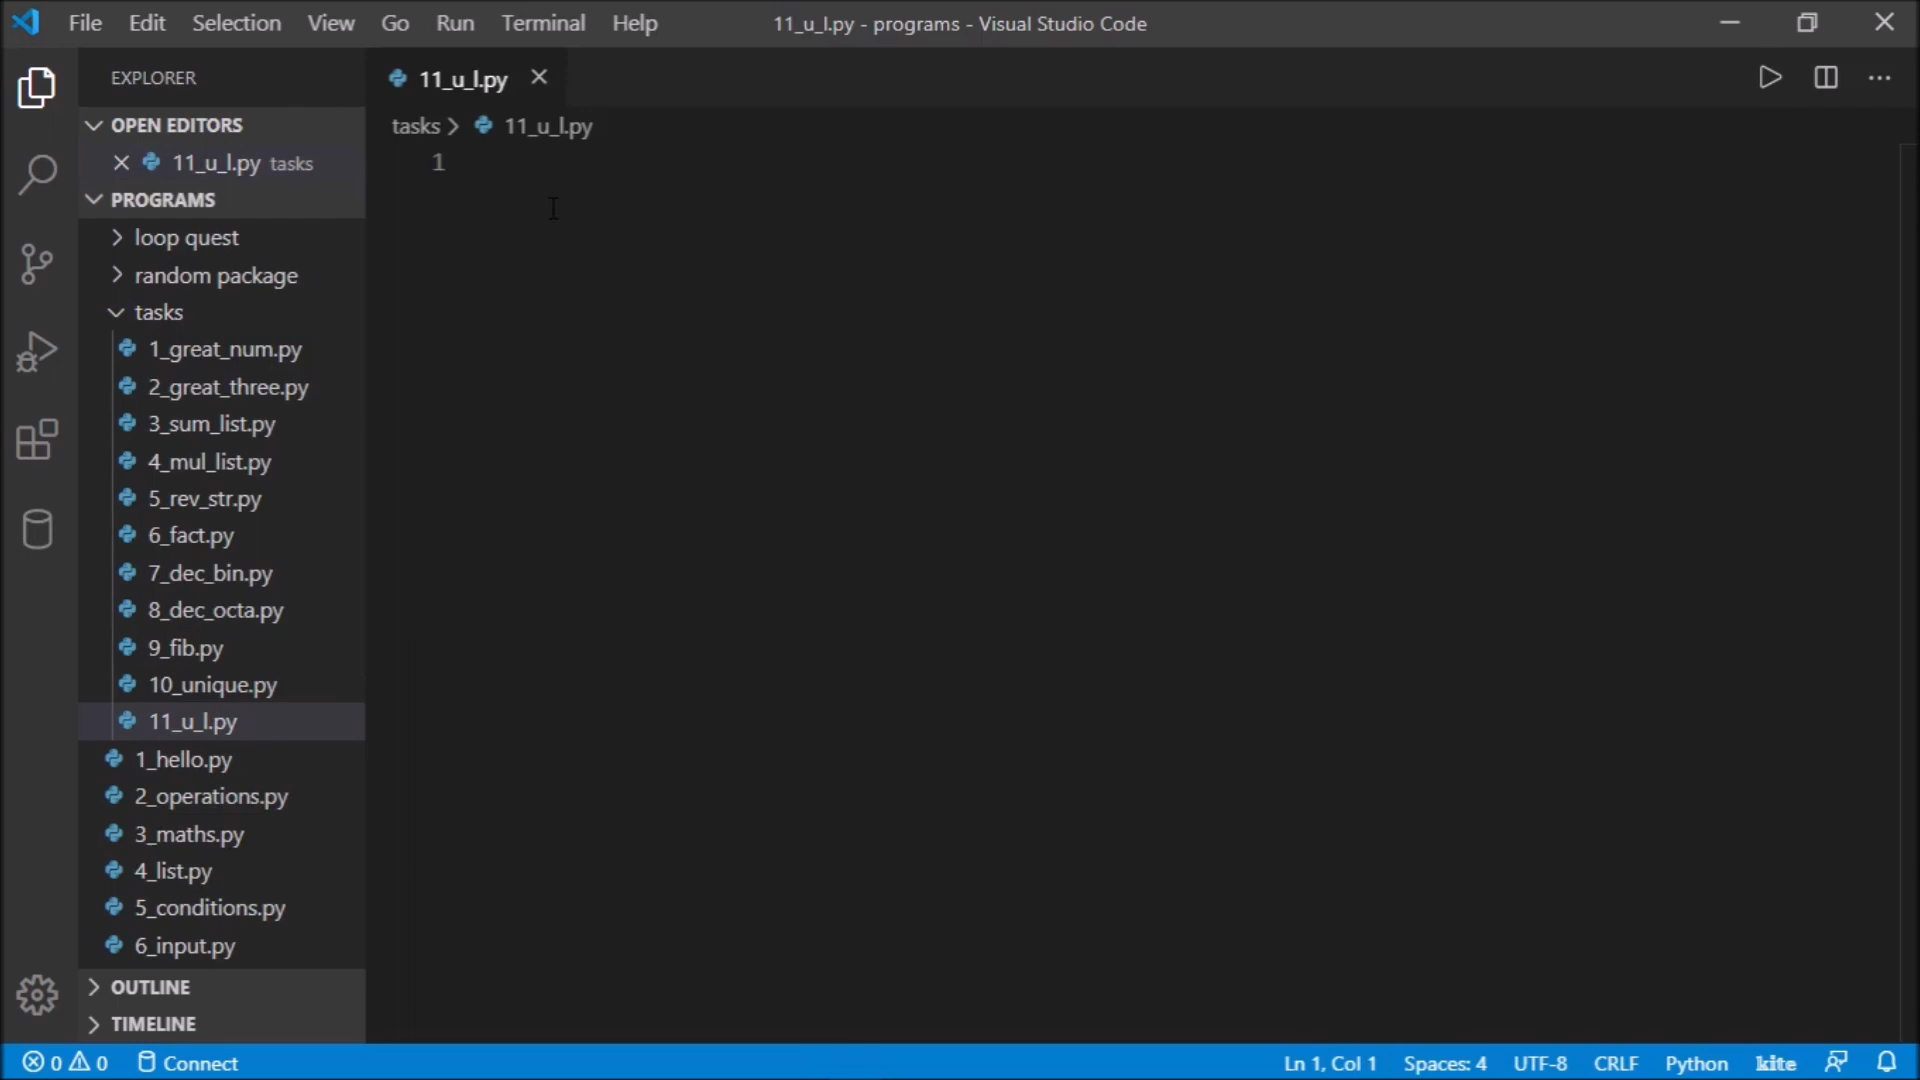 File Edit Selection View Go Run Terminal Help
11_u_l.py - programs - Visual Studio Code
EXPLORER
OPEN EDITORS
11_u_l.py tasks
PROGRAMS
loop quest
random package
tasks
1_great_num.py
2_great_three.py
3_sum_list.py
4_mul_list.py
5_rev_str.py
6_fact.py
7_dec_bin.py
8_dec_octa.py
9_fib.py
10_unique.py
11_u_l.py
1_hello.py
2_operations.py
3_maths.py
4_list.py
5_conditions.py
6_input.py
OUTLINE
TIMELINE
11_u_l.py
tasks > 11_u_l.py
1
0 0 Connect
Ln 1, Col 1 Spaces: 4 UTF-8 CRLF Python kite